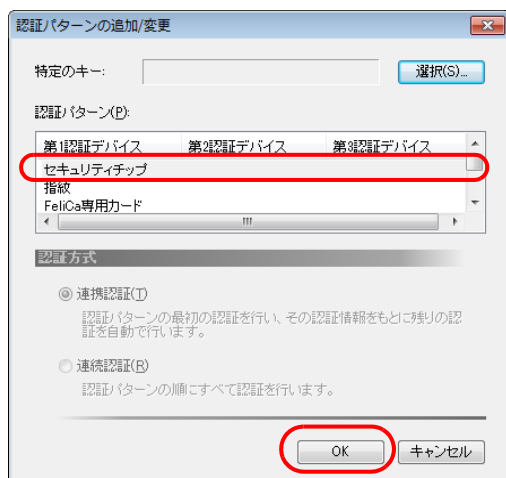 認証パターンの追加/変更
特定のキー: 選択(S)...
認証パターン(P):
第1認証デバイス 第2認証デバイス 第3認証デバイス
セキュリティチップ
指紋
FeliCa専用カード
認証方式
連携認証(T)
認証パターンの最初の認証を行い、その認証情報をもとに残りの認
証を自動で行います。
連続認証(R)
認証パターンの順にすべて認証を行います。
OK キャンセル